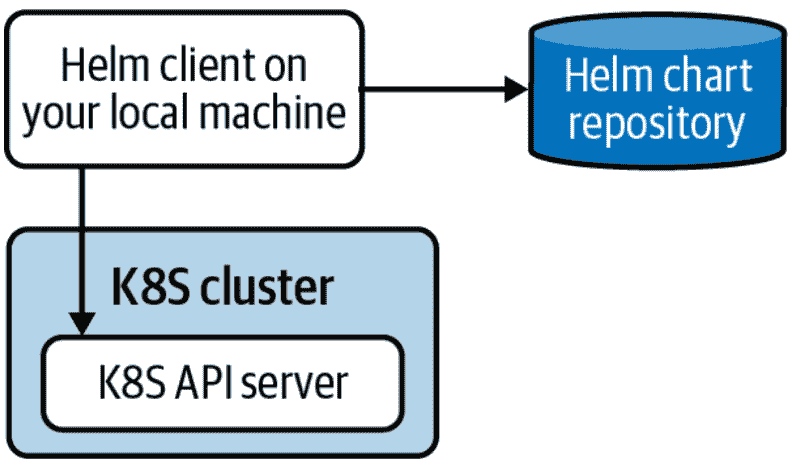 Helm client on
your local machine
Helm chart
repository
K8S cluster
K8S API server